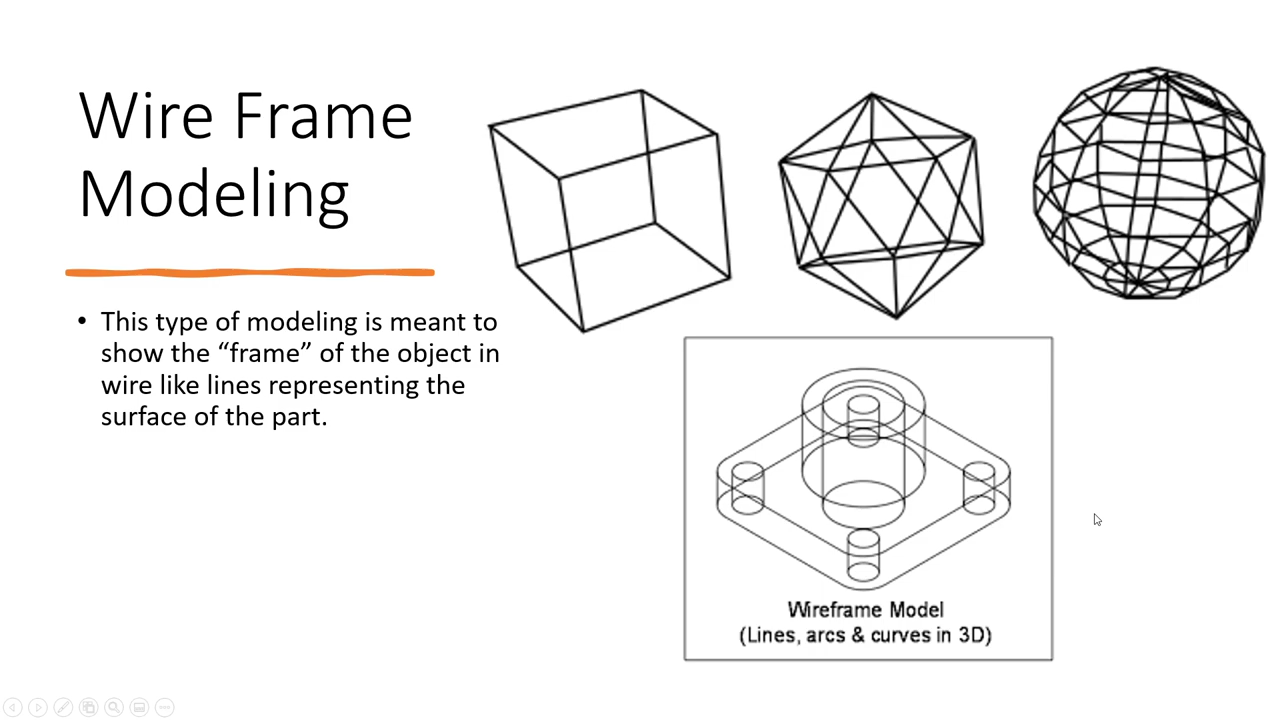 Wire Frame
Modeling
• This type of modeling is meant to
show the “frame” of the object in
wire like lines representing the
surface of the part.
Wireframe Model
(Lines, arcs & curves in 3D)